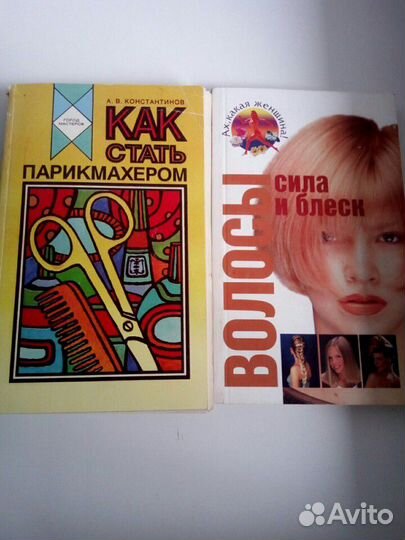 ГОРОД
МАСТЕРОВ
А. В. КОНСТАНТИНОВ
КАК
СТАТЬ
ПАРИКМАХЕРОМ
Ах, какая женщина!
ВОЛОСЫ
сила
и блеск
Avito